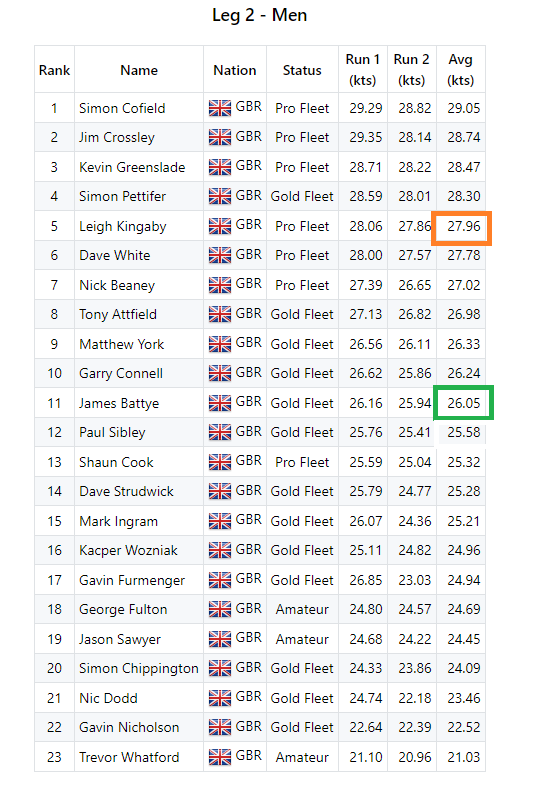 Leg 2 - Men
Rank Name Nation Status Run 1 (kts) Run 2 (kts) Avg (kts)
1 Simon Cofield GBR Pro Fleet 29.29 28.82 29.05
2 Jim Crossley GBR Pro Fleet 29.35 28.14 28.74
3 Kevin Greenslade GBR Pro Fleet 28.71 28.22 28.47
4 Simon Pettifer GBR Gold Fleet 28.59 28.01 28.30
5 Leigh Kingaby GBR Pro Fleet 28.06 27.86 27.96
6 Dave White GBR Pro Fleet 28.00 27.57 27.78
7 Nick Beaney GBR Pro Fleet 27.39 26.65 27.02
8 Tony Attfield GBR Gold Fleet 27.13 26.82 26.98
9 Matthew York GBR Gold Fleet 26.56 26.11 26.33
10 Garry Connell GBR Gold Fleet 26.62 25.86 26.24
11 James Battye GBR Gold Fleet 26.16 25.94 26.05
12 Paul Sibley GBR Gold Fleet 25.76 25.41 25.58
13 Shaun Cook GBR Pro Fleet 25.59 25.04 25.32
14 Dave Strudwick GBR Gold Fleet 25.79 24.77 25.28
15 Mark Ingram GBR Gold Fleet 26.07 24.36 25.21
16 Kacper Wozniak GBR Gold Fleet 25.11 24.82 24.96
17 Gavin Furmenger GBR Gold Fleet 26.85 23.03 24.94
18 George Fulton GBR Amateur 24.80 24.57 24.69
19 Jason Sawyer GBR Amateur 24.68 24.22 24.45
20 Simon Chippington GBR Gold Fleet 24.33 23.86 24.09
21 Nic Dodd GBR Gold Fleet 24.74 22.18 23.46
22 Gavin Nicholson GBR Gold Fleet 22.64 22.39 22.52
23 Trevor Whatford GBR Amateur 21.10 20.96 21.03